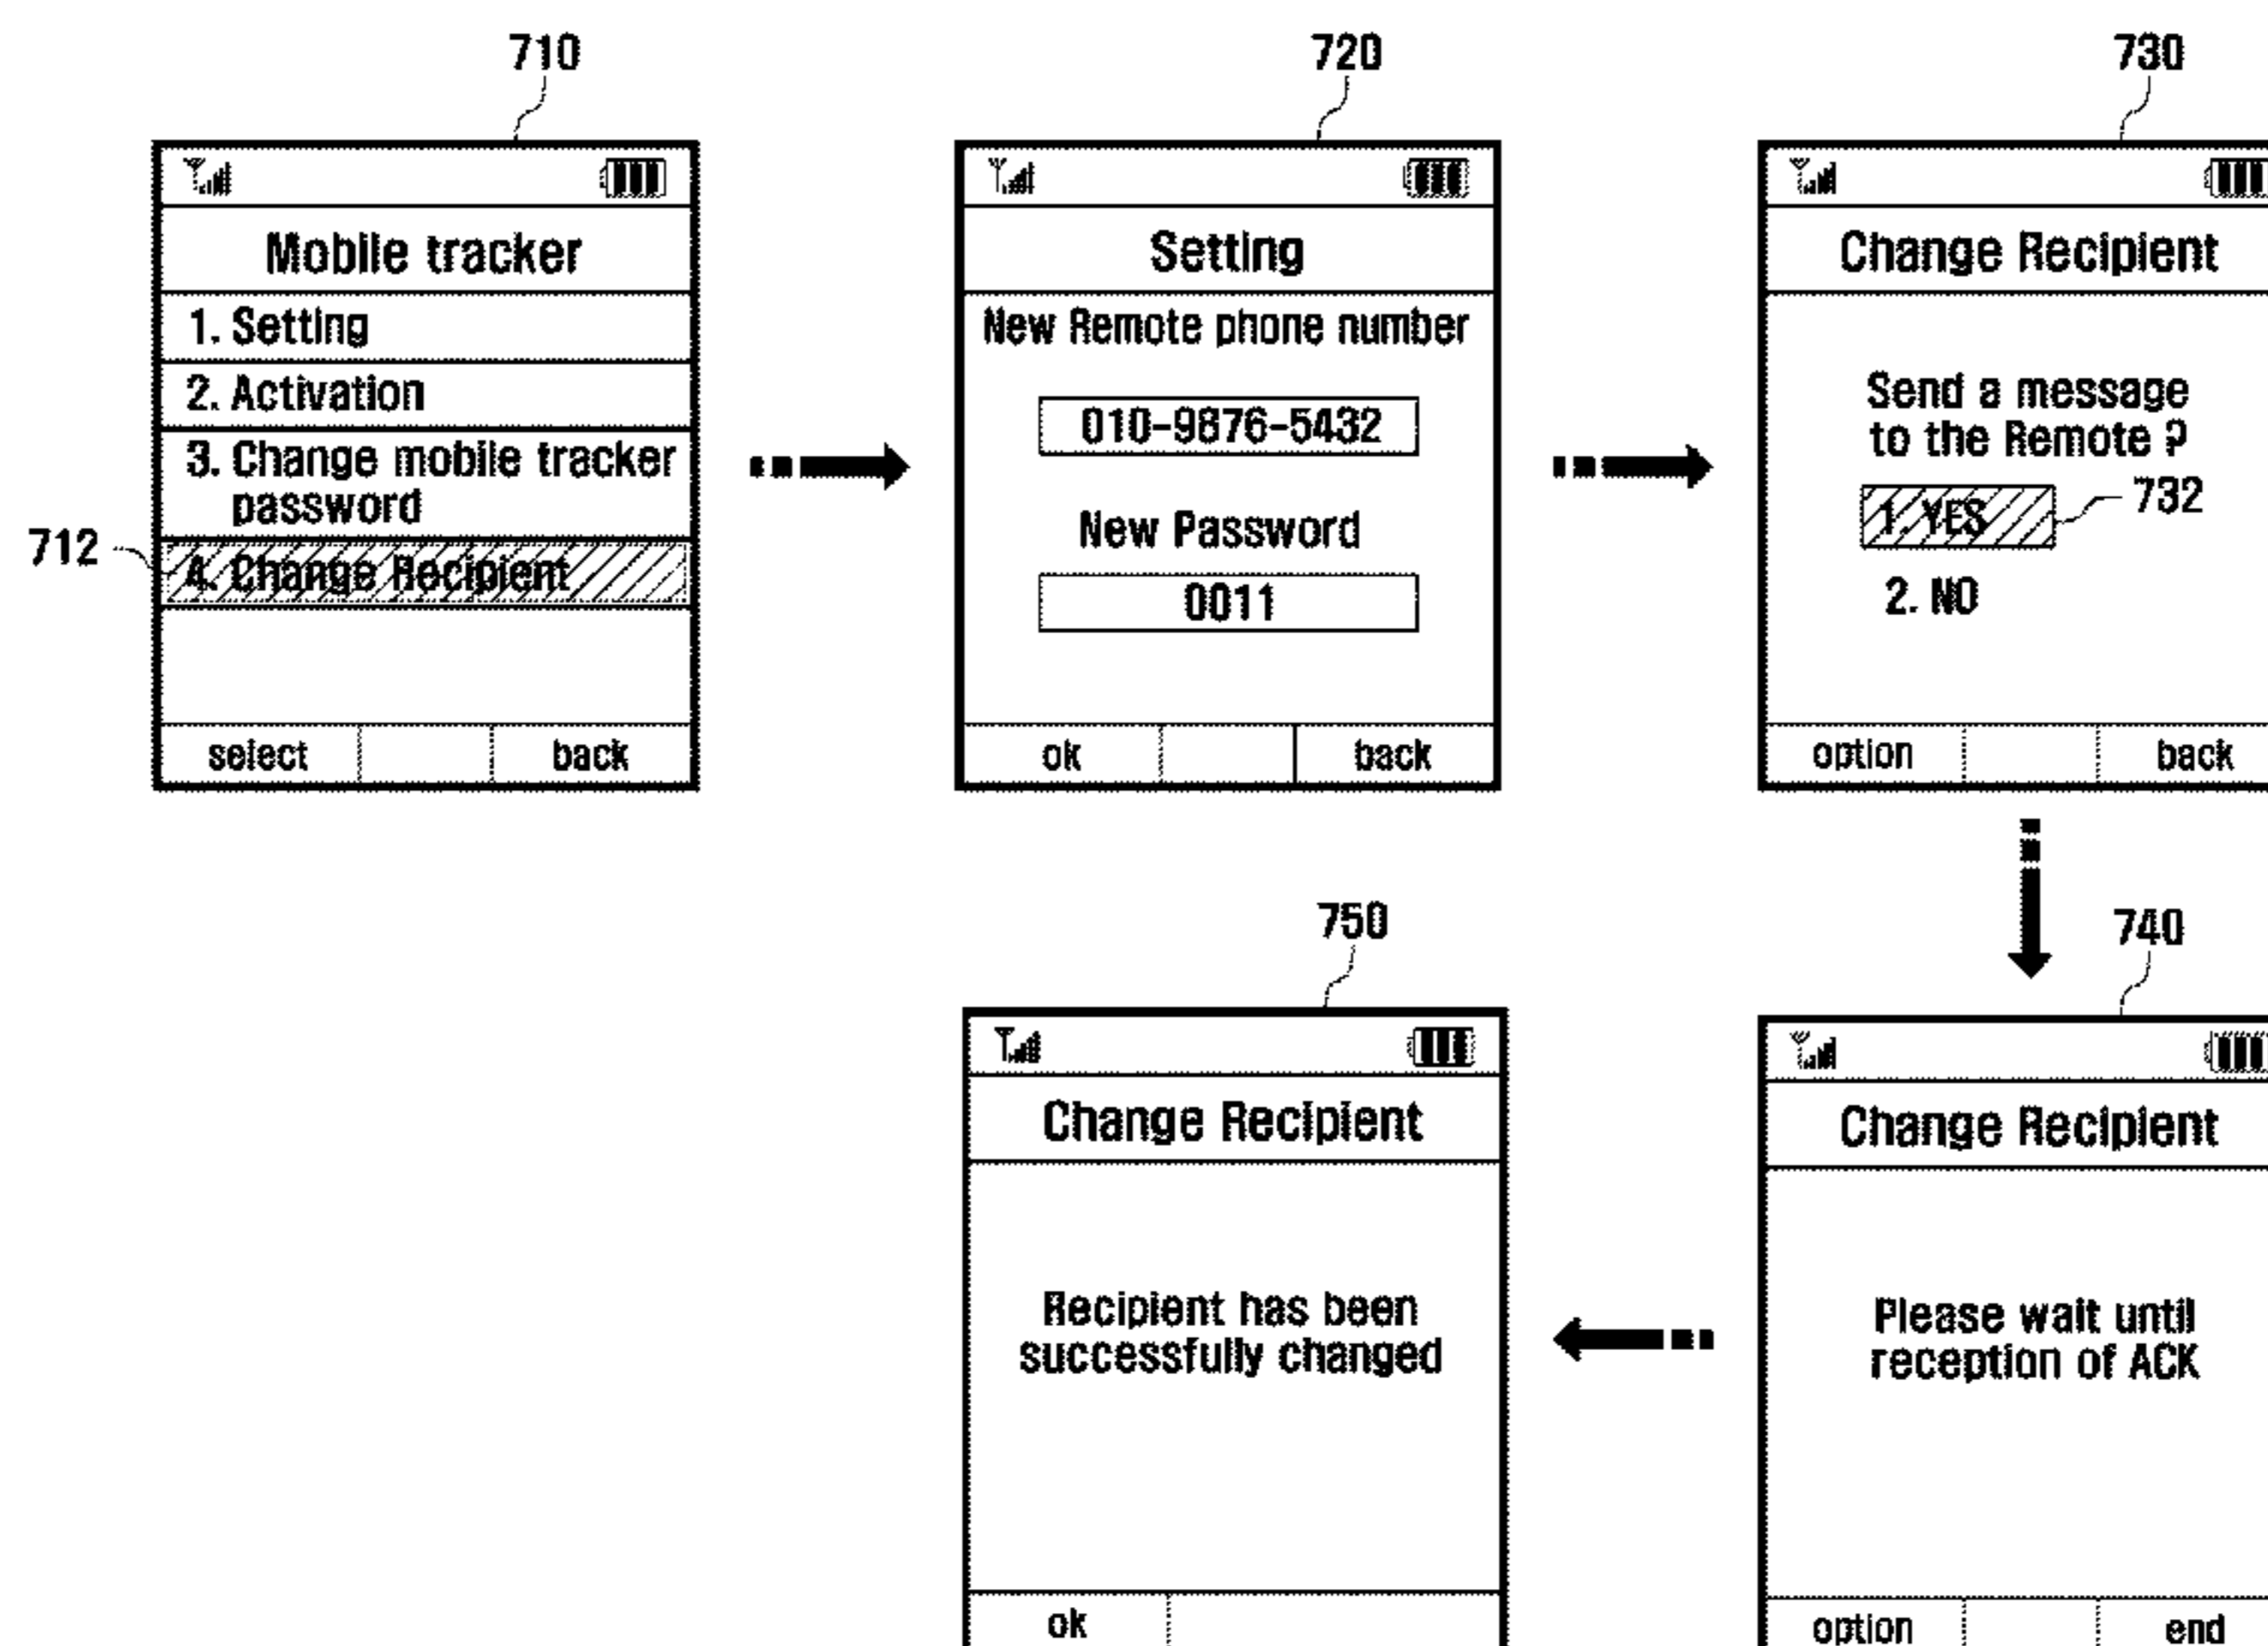 710
Mobile tracker
1. Setting
2. Activation
3. Change mobile tracker
password
712
4. Change Recipient
select back
720
Setting
New Remote phone number
010-9876-5432
New Password
0011
ok back
730
Change Recipient
Send a message
to the Remote ?
1. YES
732
2. NO
option back
740
Change Recipient
Please wait until
reception of ACK
option end
750
Change Recipient
Recipient has been
successfully changed
ok